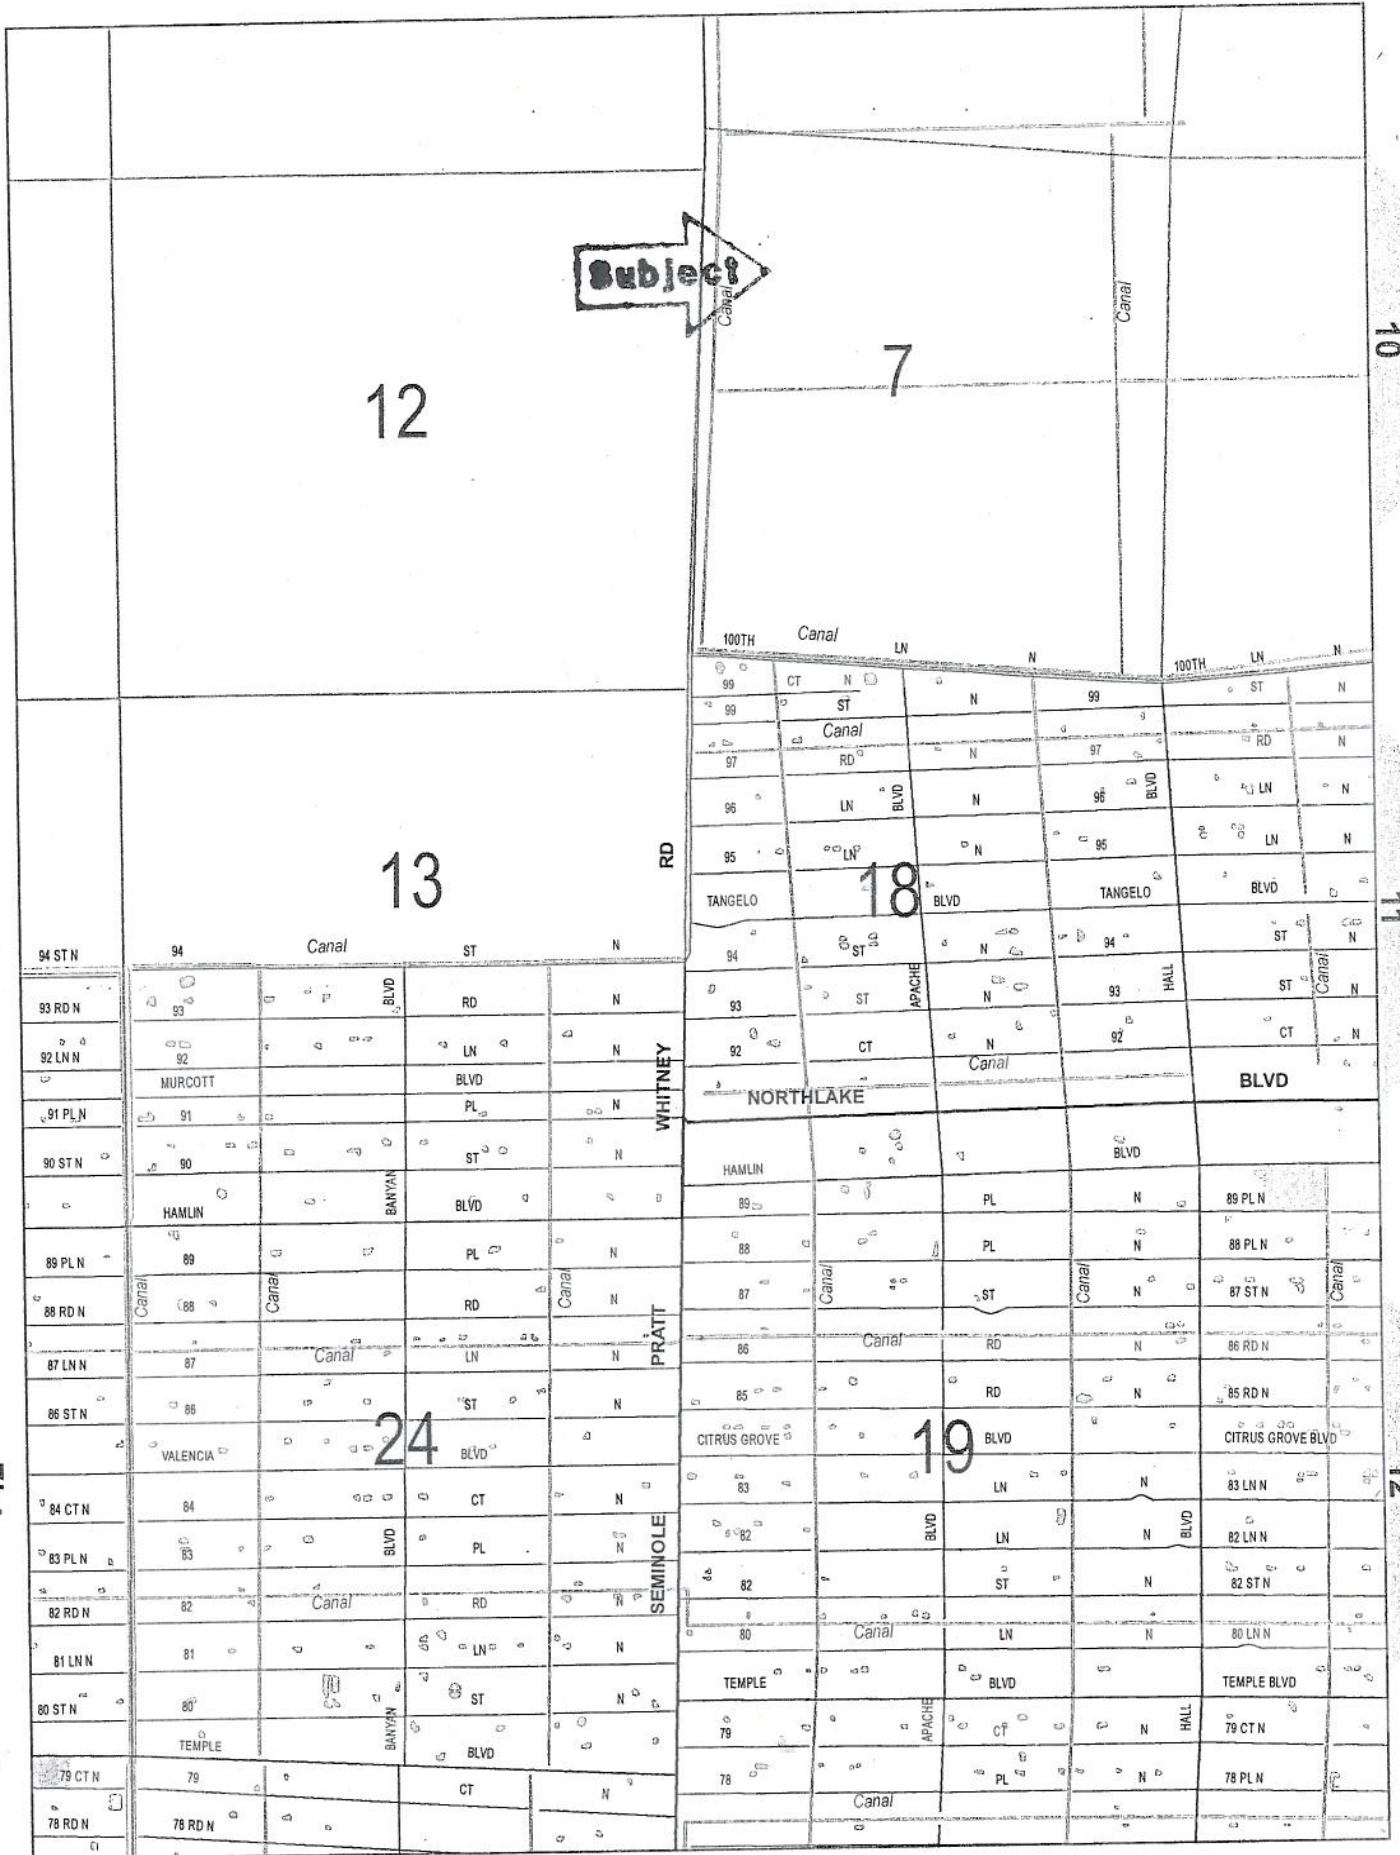 Subject
Canal
Canal
10
7
12
100TH Canal LN N 100TH LN N
99 CT N
ST N
99 ST N 99
Canal
97 RD N 97 RD N
BLVD
96 LN BLVD N 96 LN N
RD
95 LN N 95 LN N
13
18
TANGELO BLVD TANGELO BLVD
11
94 ST N 94 Canal ST N
94 ST N 94 ST N
93 RD N 93 BLVD RD N
93 ST APACHE N 93 HALL ST Canal N
92 LN N 92 LN N
92 CT N 92 CT N
Canal
MURCOTT BLVD
WHITNEY
NORTHLAKE BLVD
91 PL N 91 PL N
90 ST N 90 ST N
HAMLIN BLVD
HAMLIN BANYAN BLVD
89 PL N 89 PL N
89 PL N 89 PL N
88 PL N 88 PL N
Canal Canal Canal
88 RD N 88 RD N
87 Canal ST Canal N 87 ST N Canal
PRATT
87 LN N 87 Canal LN N
86 Canal RD N 86 RD N
86 ST N 86 ST N
85 RD N 85 RD N
24
19
VALENCIA BLVD
CITRUS GROVE BLVD CITRUS GROVE BLVD
12
84 CT N 84 CT N
83 LN N 83 LN N
83 PL N 83 BLVD PL N
82 BLVD LN N BLVD 82 LN N
SEMINOLE
82 ST N 82 ST N
82 RD N 82 Canal RD N
80 Canal LN N 80 LN N
81 LN N 81 LN N
TEMPLE BLVD TEMPLE BLVD
80 ST N 80 ST N
79 APACHE CT N HALL 79 CT N
TEMPLE BANYAN BLVD
79 CT N 79 CT N
78 PL N 78 PL N
Canal
78 RD N 78 RD N